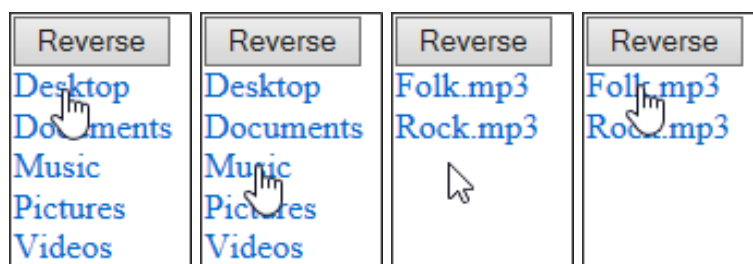 Reverse
Desktop
Documents
Music
Pictures
Videos
Reverse
Desktop
Documents
Music
Pictures
Videos
Reverse
Folk.mp3
Rock.mp3
Reverse
Folk.mp3
Rock.mp3